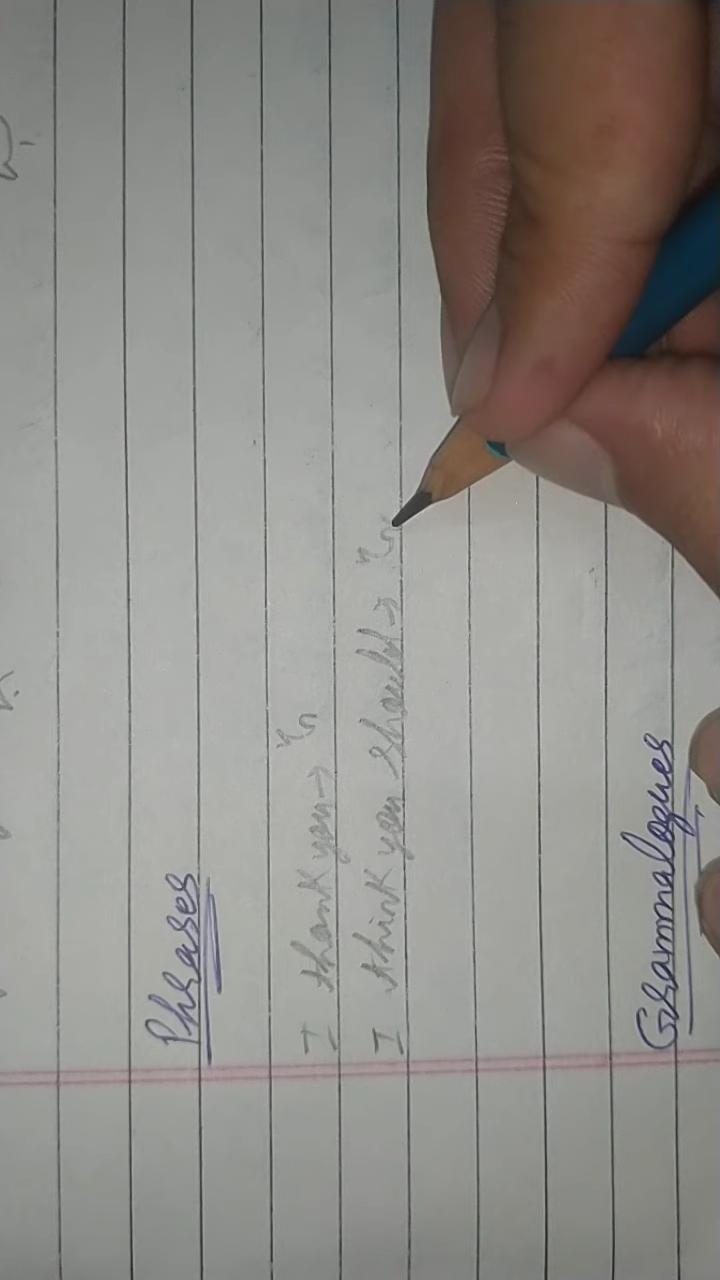 Phrases
I thank you →
I think you should →
Grammalogues